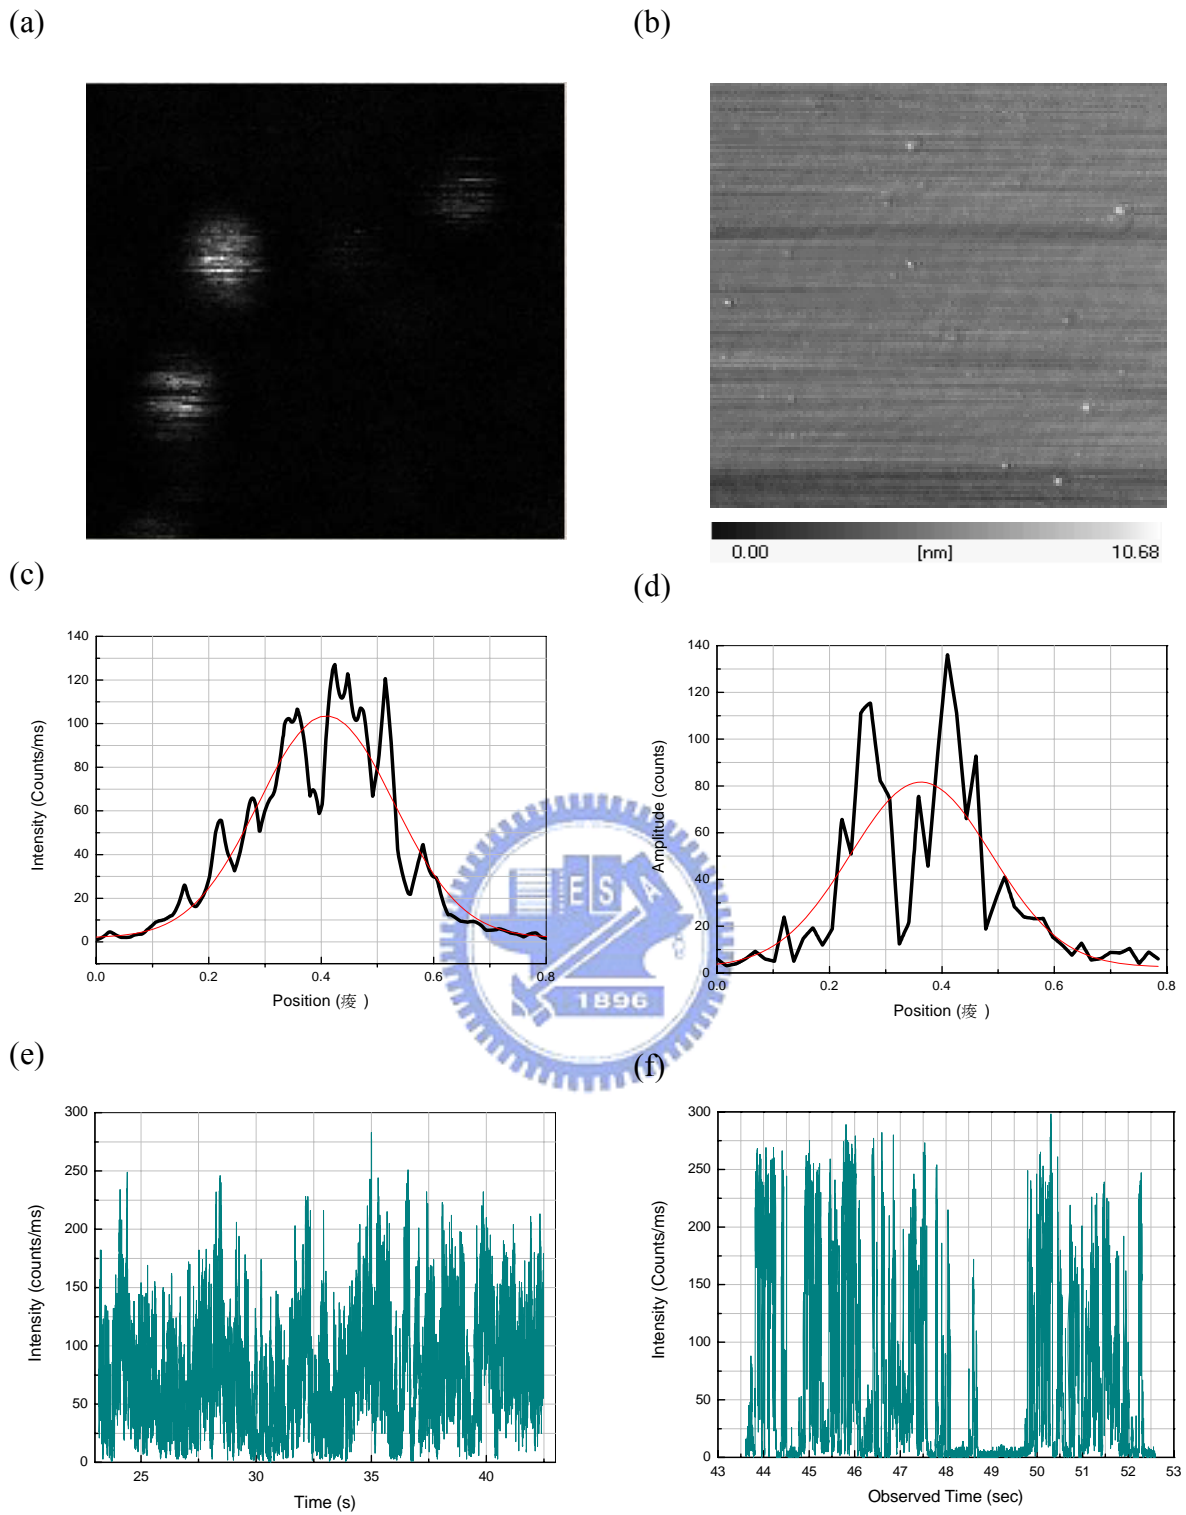 (a)
(b)
0.00 [nm] 10.68
(c)
(d)
140
120
100
80
60
40
20
0
Intensity (Counts/ms)
0.0 0.2 0.4 0.6 0.8
Position (痠 )
140
120
100
80
60
40
20
0
Amplitude (counts)
0.0 0.2 0.4 0.6 0.8
Position (痠 )
ESA
1896
(e)
(f)
300
250
200
150
100
50
0
Intensity (counts/ms)
25 30 35 40
Time (s)
300
250
200
150
100
50
0
Intensity (Counts/ms)
43 44 45 46 47 48 49 50 51 52 53
Observed Time (sec)